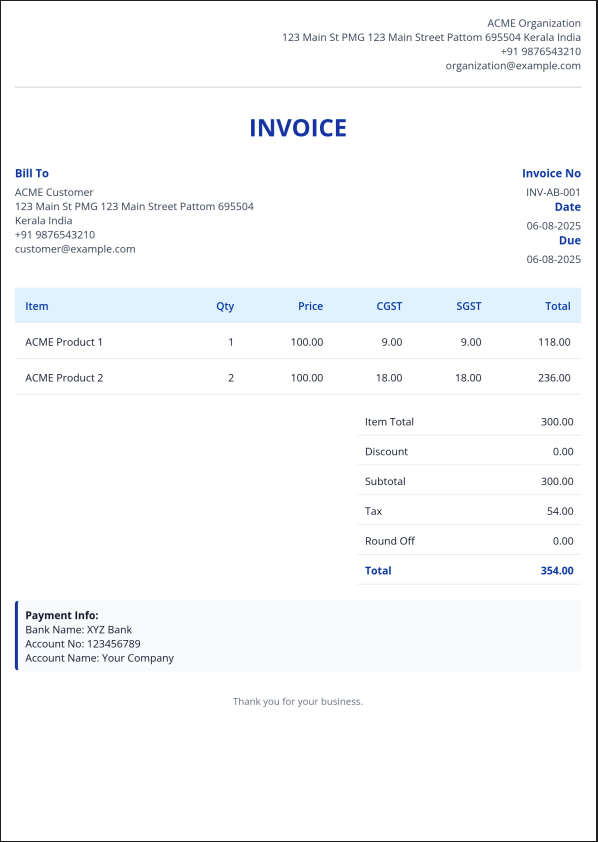 ACME Organization
123 Main St PMG 123 Main Street Pattom 695504 Kerala India
+91 9876543210
organization@example.com
INVOICE
Bill To
ACME Customer
123 Main St PMG 123 Main Street Pattom 695504
Kerala India
+91 9876543210
customer@example.com
Invoice No
INV-AB-001
Date
06-08-2025
Due
06-08-2025
Item Qty Price CGST SGST Total
ACME Product 1 1 100.00 9.00 9.00 118.00
ACME Product 2 2 100.00 18.00 18.00 236.00
Item Total 300.00
Discount 0.00
Subtotal 300.00
Tax 54.00
Round Off 0.00
Total 354.00
Payment Info:
Bank Name: XYZ Bank
Account No: 123456789
Account Name: Your Company
Thank you for your business.